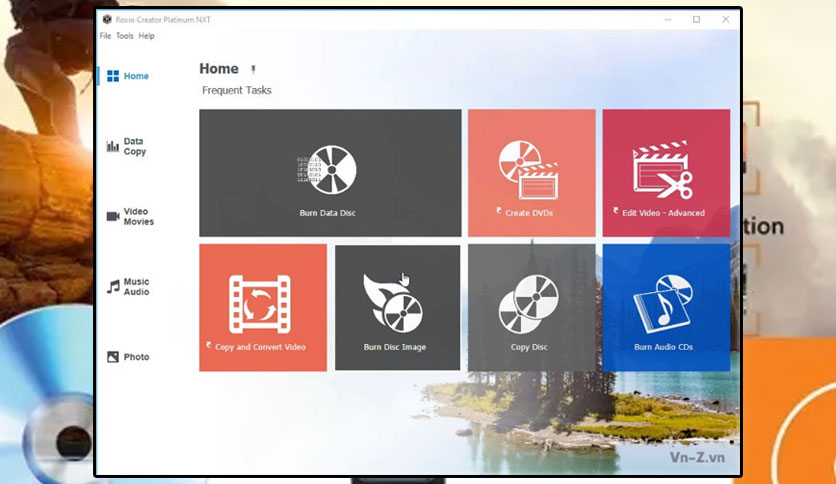 Roxio Creator Platinum NXT
File Tools Help
Home
Data
Copy
Video
Movies
Music
Audio
Photo
Home
Frequent Tasks
Burn Data Disc
Create DVDs
Edit Video - Advanced
Copy and Convert Video
Burn Disc Image
Copy Disc
Burn Audio CDs
tion
Vn-Z.vn